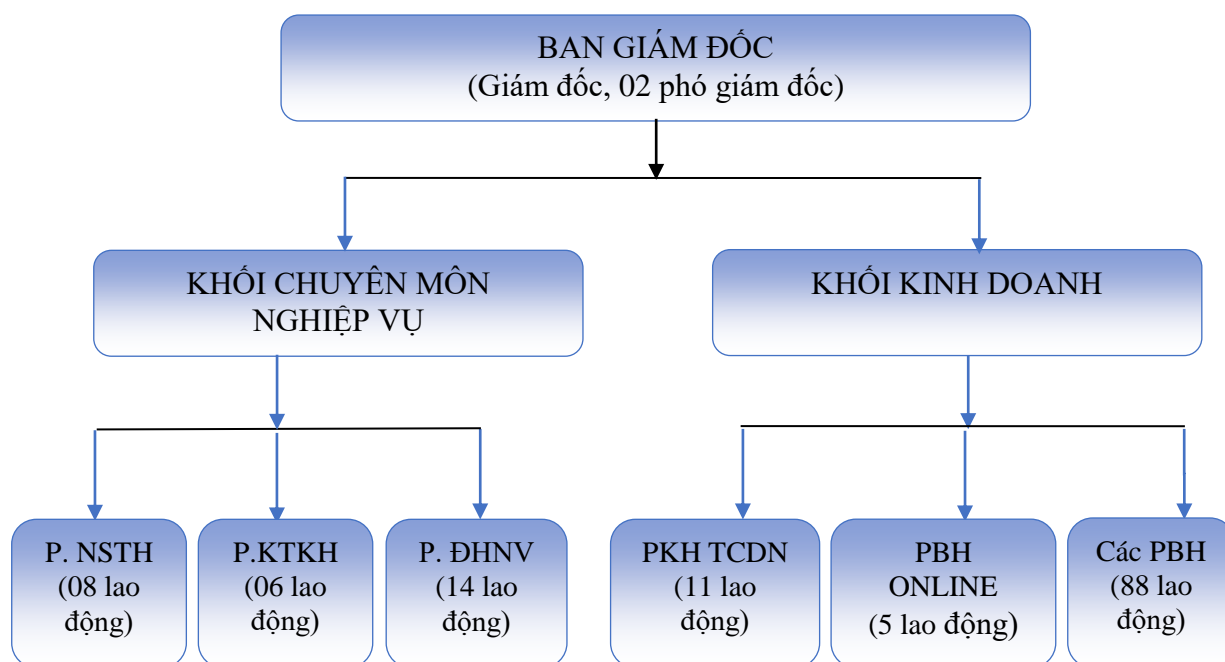 BAN GIÁM ĐỐC
(Giám đốc, 02 phó giám đốc)
KHỐI CHUYÊN MÔN
NGHIỆP VỤ
KHỐI KINH DOANH
P. NSTH
(08 lao
động)
P.KTKH
(06 lao
động)
P. ĐHNV
(14 lao
động)
PKH TCDN
(11 lao
động)
PBH
ONLINE
(5 lao động)
Các PBH
(88 lao
động)